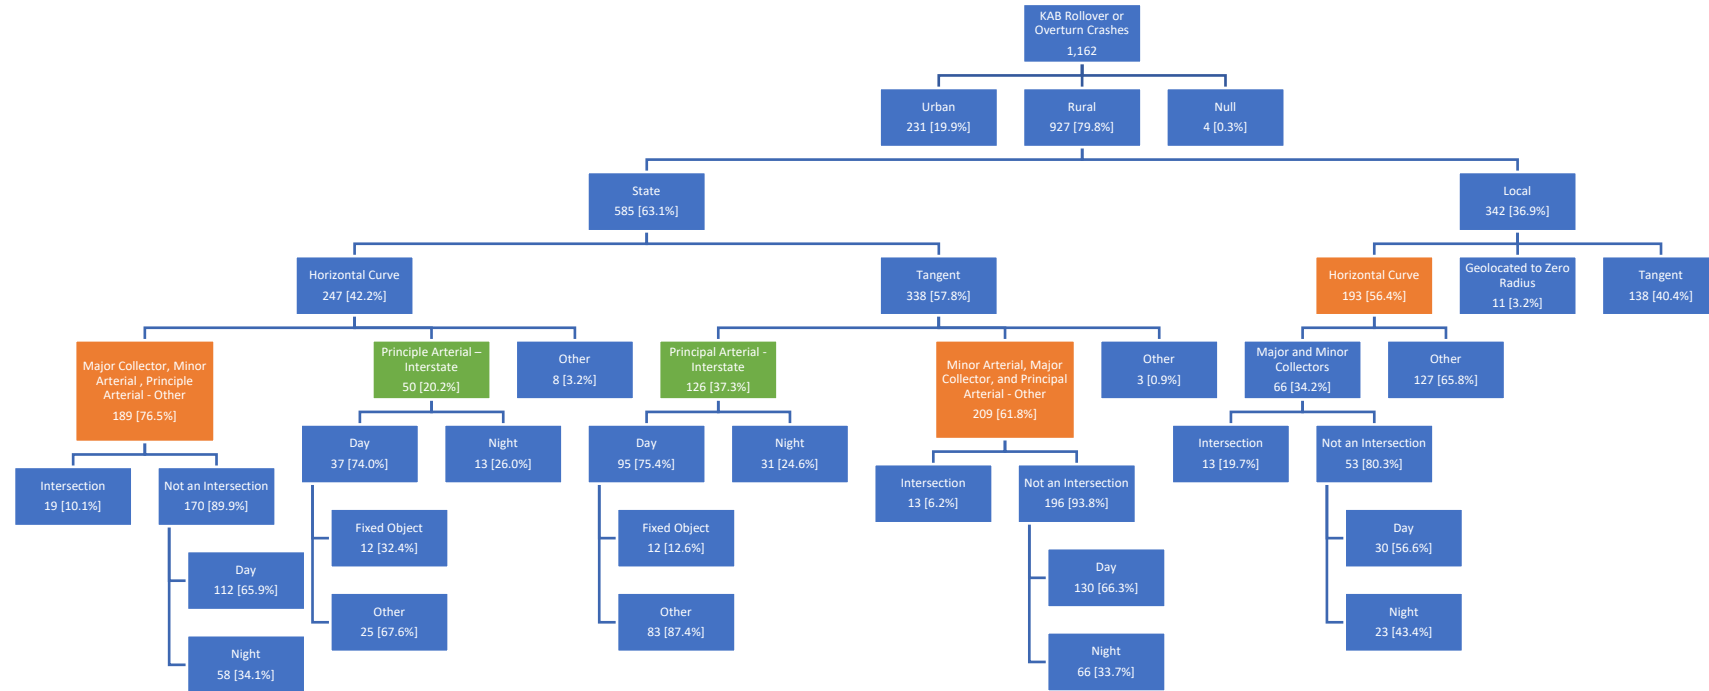 KAB Rollover or
Overturn Crashes
1,162
Urban
231 [19.9%]
Rural
927 [79.8%]
Null
4 [0.3%]
State
585 [63.1%]
Local
342 [36.9%]
Horizontal Curve
247 [42.2%]
Tangent
338 [57.8%]
Horizontal Curve
193 [56.4%]
Geolocated to Zero
Radius
11 [3.2%]
Tangent
138 [40.4%]
Major Collector, Minor
Arterial , Principle
Arterial - Other
189 [76.5%]
Principle Arterial –
Interstate
50 [20.2%]
Other
8 [3.2%]
Principal Arterial -
Interstate
126 [37.3%]
Minor Arterial, Major
Collector, and Principal
Arterial - Other
209 [61.8%]
Other
3 [0.9%]
Major and Minor
Collectors
66 [34.2%]
Other
127 [65.8%]
Intersection
19 [10.1%]
Not an Intersection
170 [89.9%]
Day
37 [74.0%]
Night
13 [26.0%]
Day
95 [75.4%]
Night
31 [24.6%]
Intersection
13 [6.2%]
Not an Intersection
196 [93.8%]
Intersection
13 [19.7%]
Not an Intersection
53 [80.3%]
Day
112 [65.9%]
Night
58 [34.1%]
Fixed Object
12 [32.4%]
Other
25 [67.6%]
Fixed Object
12 [12.6%]
Other
83 [87.4%]
Day
130 [66.3%]
Night
66 [33.7%]
Day
30 [56.6%]
Night
23 [43.4%]